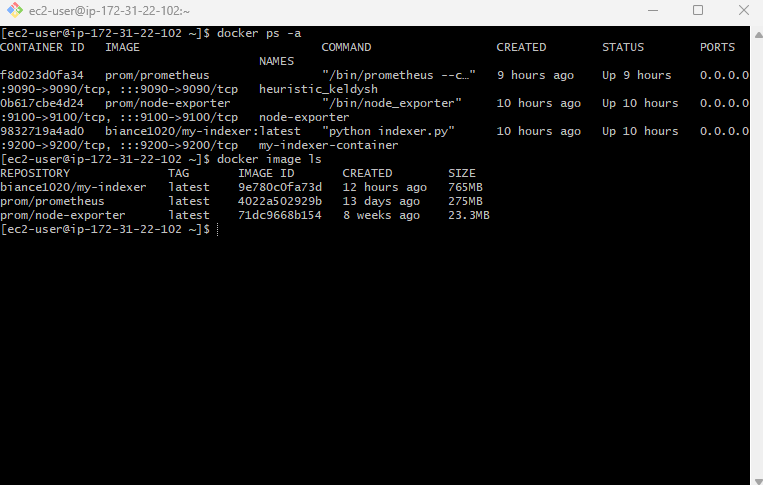 ec2-user@ip-172-31-22-102:~
[ec2-user@ip-172-31-22-102 ~]$ docker ps -a
CONTAINER ID   IMAGE                          COMMAND                  CREATED        STATUS        PORTS
                                     NAMES
f8d023d0fa34   prom/prometheus                "/bin/prometheus --c…"   9 hours ago    Up 9 hours    0.0.0.0
:9090->9090/tcp, :::9090->9090/tcp   heuristic_keldysh
0b617cbe4d24   prom/node-exporter             "/bin/node_exporter"     10 hours ago   Up 10 hours   0.0.0.0
:9100->9100/tcp, :::9100->9100/tcp   node-exporter
9832719a4ad0   biance1020/my-indexer:latest   "python indexer.py"      10 hours ago   Up 10 hours   0.0.0.0
:9200->9200/tcp, :::9200->9200/tcp   my-indexer-container
[ec2-user@ip-172-31-22-102 ~]$ docker image ls
REPOSITORY              TAG       IMAGE ID       CREATED        SIZE
biance1020/my-indexer   latest    9e780c0fa73d   12 hours ago   765MB
prom/prometheus         latest    4022a502929b   13 days ago    275MB
prom/node-exporter      latest    71dc9668b154   8 weeks ago    23.3MB
[ec2-user@ip-172-31-22-102 ~]$